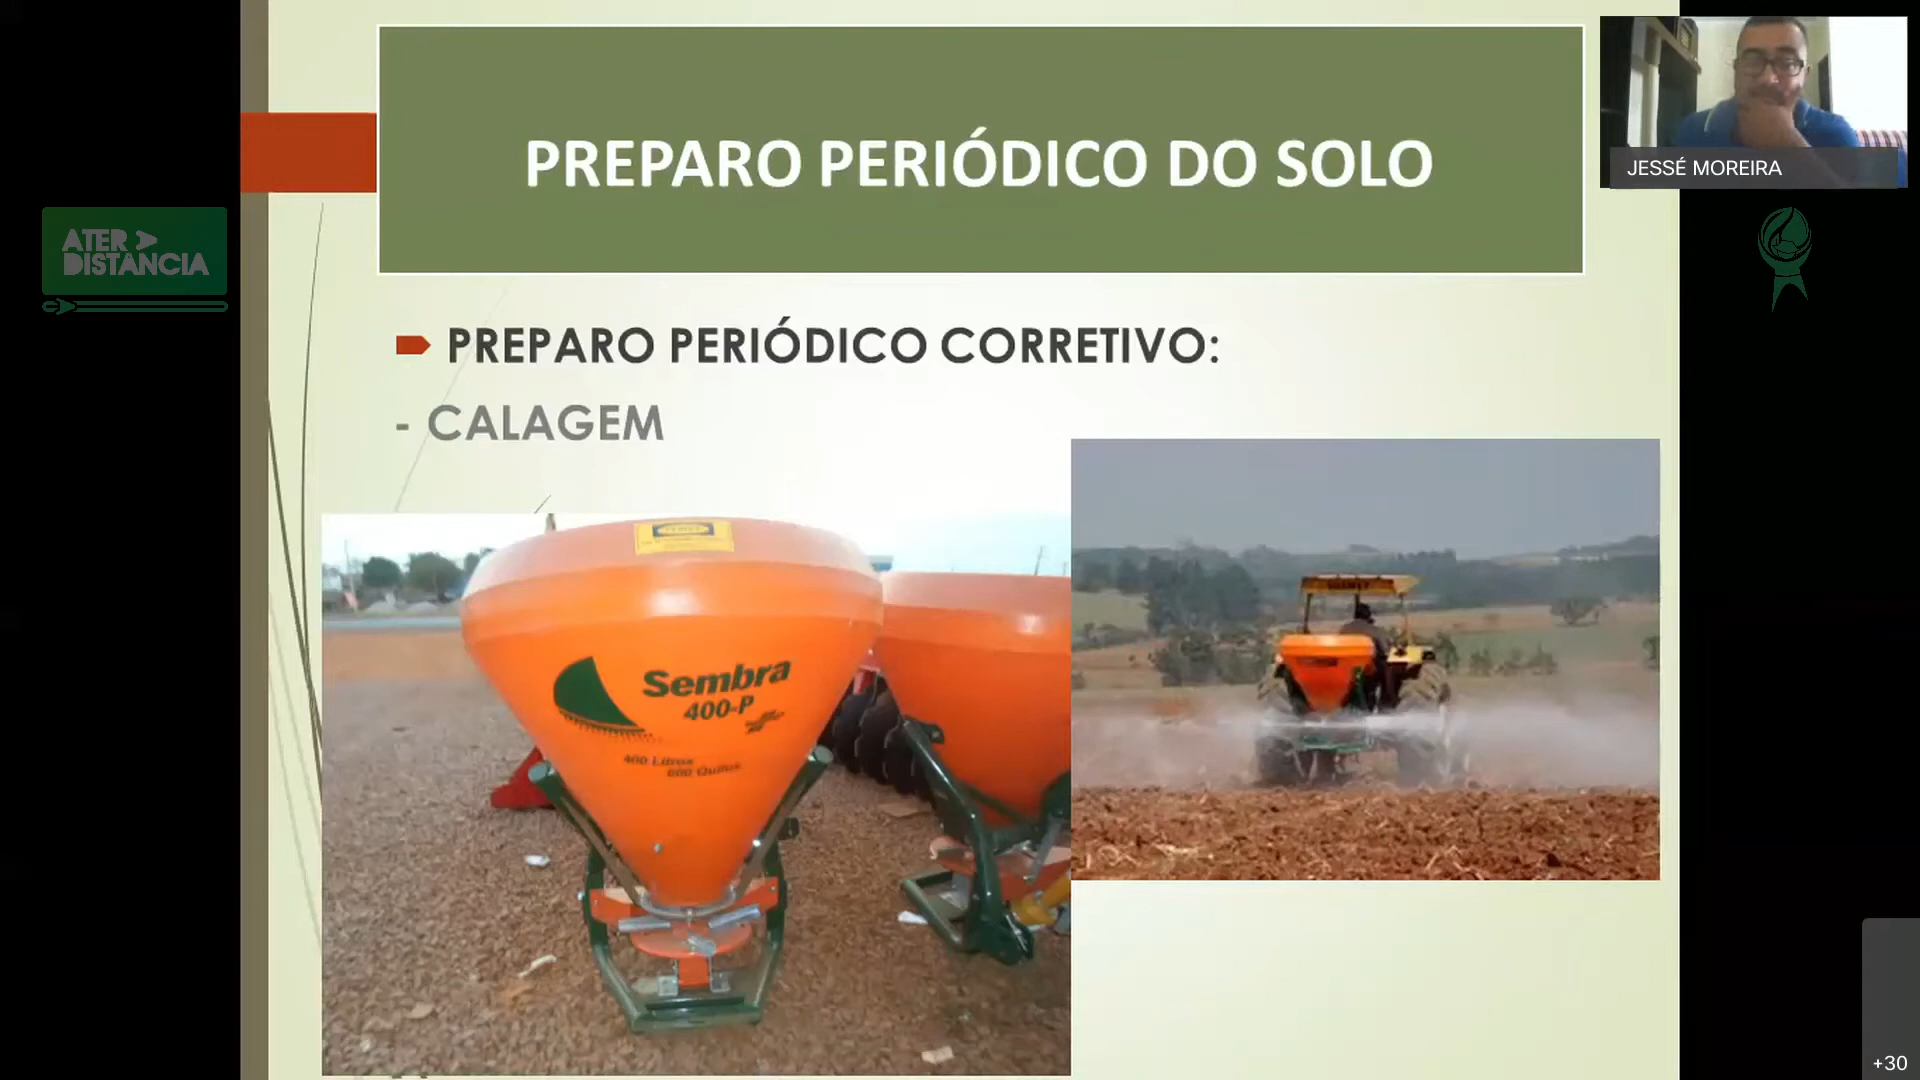 PREPARO PERIÓDICO DO SOLO
JESSÉ MOREIRA
ATER
DISTÂNCIA
PREPARO PERIÓDICO CORRETIVO:
- CALAGEM
Sembra
400-P
400 Litros
600 Quilos
+30